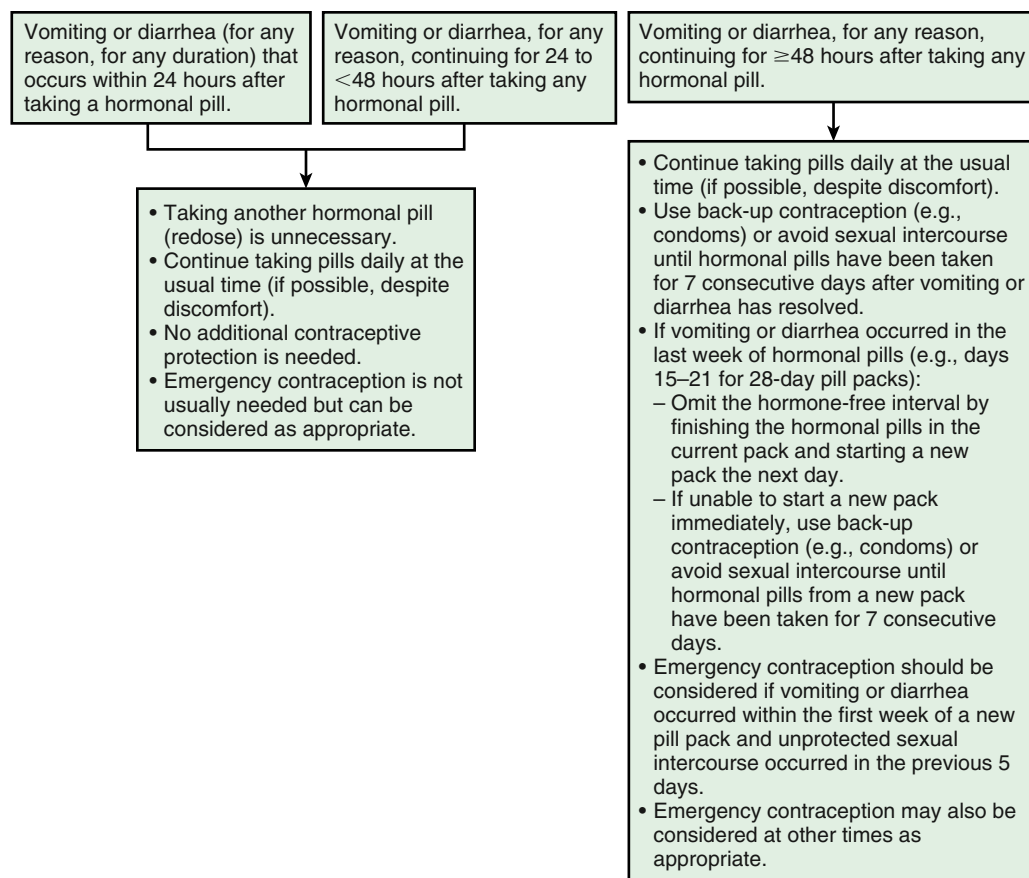 Vomiting or diarrhea (for any
reason, for any duration) that
occurs within 24 hours after
taking a hormonal pill.
Vomiting or diarrhea, for any
reason, continuing for 24 to
<48 hours after taking any
hormonal pill.
Vomiting or diarrhea, for any reason,
continuing for ≥48 hours after taking any
hormonal pill.
• Taking another hormonal pill
(redose) is unnecessary.
• Continue taking pills daily at the
usual time (if possible, despite
discomfort).
• No additional contraceptive
protection is needed.
• Emergency contraception is not
usually needed but can be
considered as appropriate.
• Continue taking pills daily at the usual
time (if possible, despite discomfort).
• Use back-up contraception (e.g.,
condoms) or avoid sexual intercourse
until hormonal pills have been taken
for 7 consecutive days after vomiting or
diarrhea has resolved.
• If vomiting or diarrhea occurred in the
last week of hormonal pills (e.g., days
15–21 for 28-day pill packs):
– Omit the hormone-free interval by
finishing the hormonal pills in the
current pack and starting a new
pack the next day.
– If unable to start a new pack
immediately, use back-up
contraception (e.g., condoms) or
avoid sexual intercourse until
hormonal pills from a new pack
have been taken for 7 consecutive
days.
• Emergency contraception should be
considered if vomiting or diarrhea
occurred within the first week of a new
pill pack and unprotected sexual
intercourse occurred in the previous 5
days.
• Emergency contraception may also be
considered at other times as
appropriate.